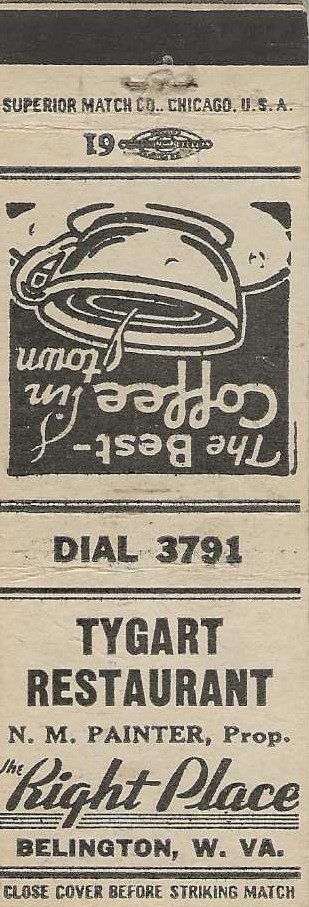 SUPERIOR MATCH CO., CHICAGO, U.S.A.
19
The Best-
Coffee in
town
DIAL 3791
TYGART
RESTAURANT
N. M. PAINTER, Prop.
The Right Place
BELINGTON, W. VA.
CLOSE COVER BEFORE STRIKING MATCH